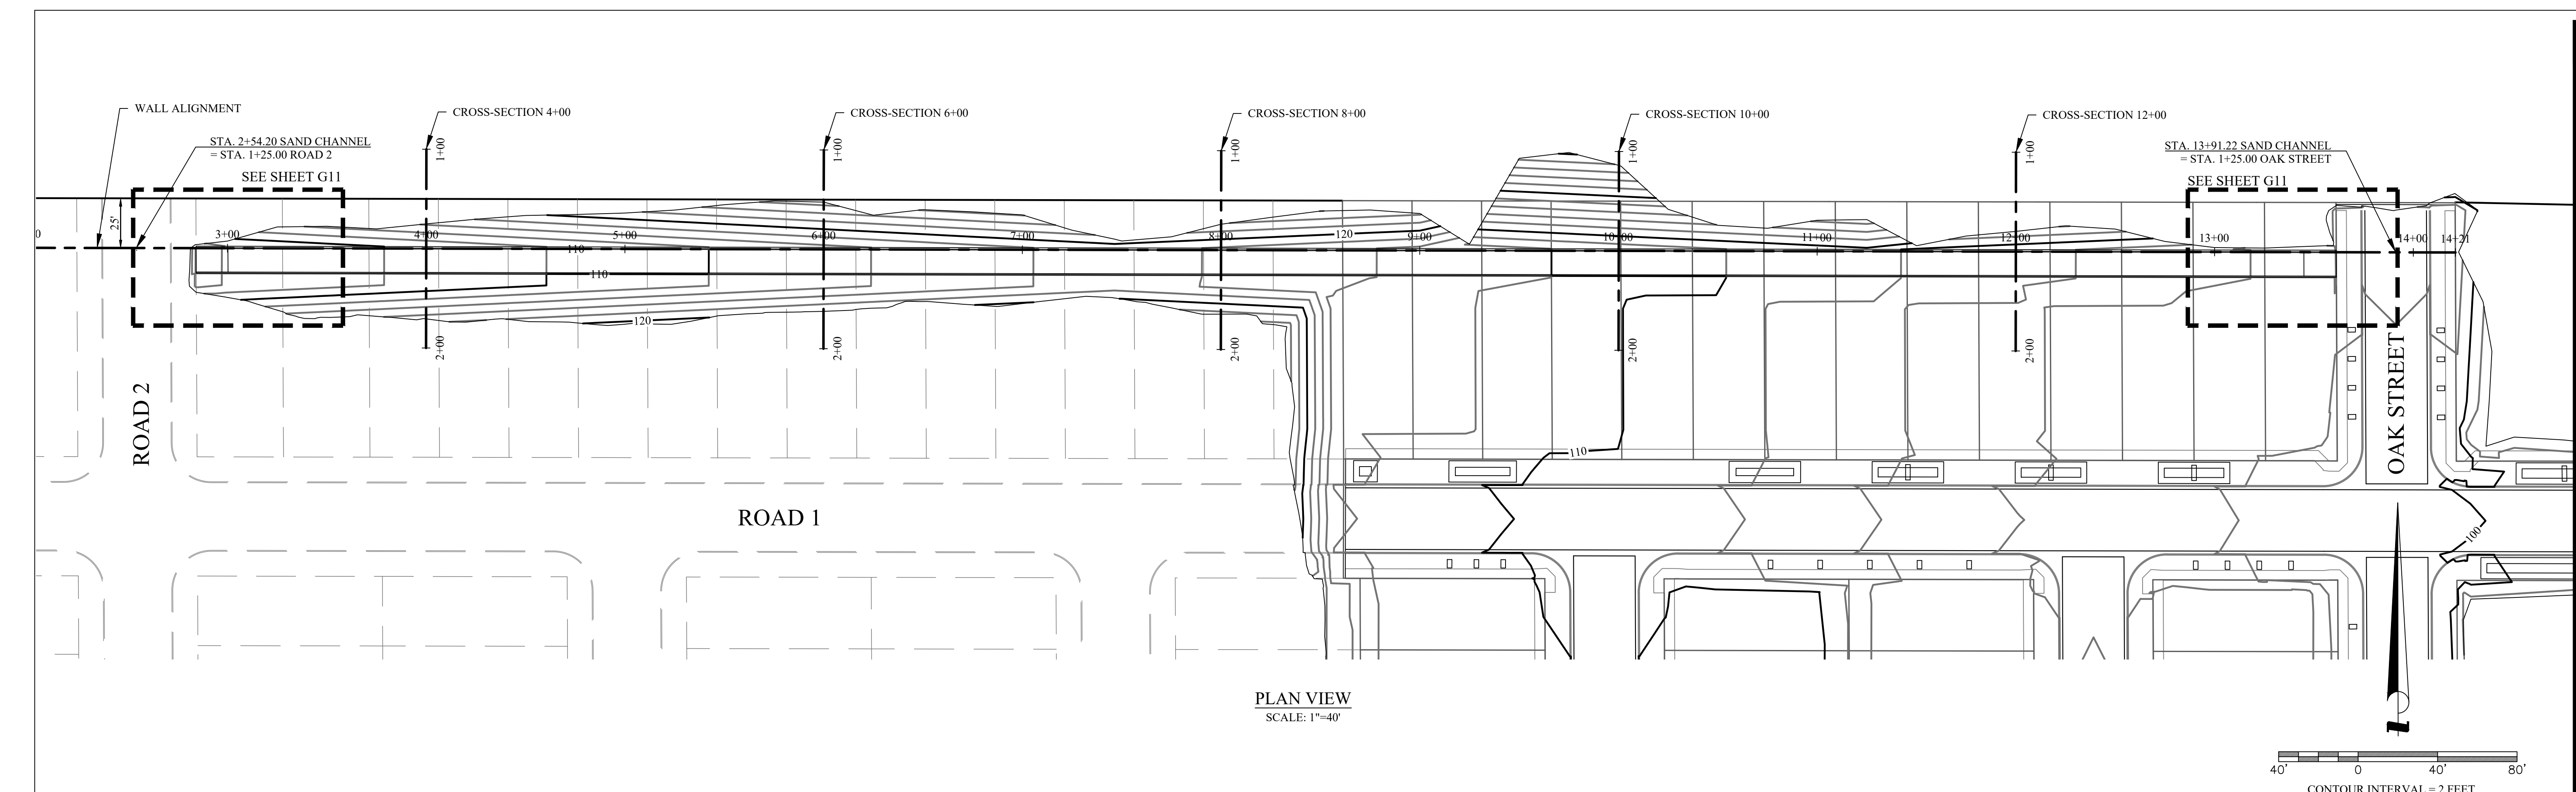 WALL ALIGNMENT
CROSS-SECTION 4+00
CROSS-SECTION 6+00
CROSS-SECTION 8+00
CROSS-SECTION 10+00
CROSS-SECTION 12+00
STA. 2+54.20 SAND CHANNEL
= STA. 1+25.00 ROAD 2
STA. 13+91.22 SAND CHANNEL
= STA. 1+25.00 OAK STREET
SEE SHEET G11
SEE SHEET G11
1+00
1+00
1+00
1+00
1+00
25'
0
3+00
4+00
5+00
6+00
7+00
8+00
120
9+00
10+00
11+00
12+00
13+00
14+00
14+21
110
110
120
2+00
2+00
2+00
2+00
2+00
ROAD 2
OAK STREET
110
ROAD 1
100
PLAN VIEW
SCALE: 1"=40'
40'
0
40'
80'
CONTOUR INTERVAL = 2 FEET